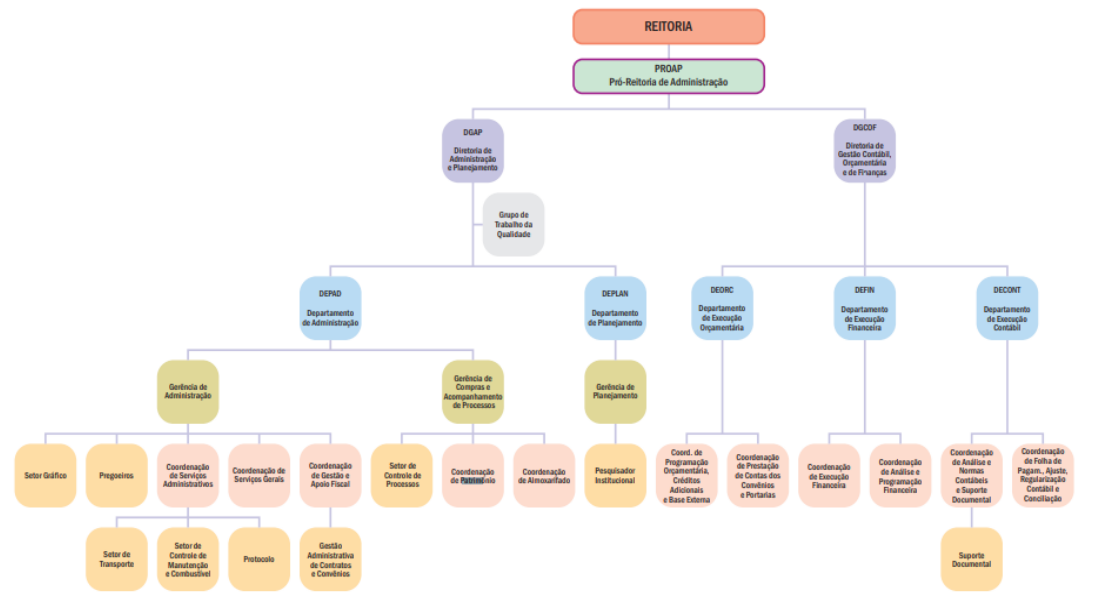 REITORIA
PROAP
Pró-Reitoria de Administração
DGAP
Diretoria de
Administração
e Planejamento
DGCOF
Diretoria de
Gestão Contábil,
Orçamentária
e de Finanças
Grupo de
Trabalho da
Qualidade
DEPAD
Departamento
de Administração
DEPLAN
Departamento
de Planejamento
DEORC
Departamento
de Execução
Orçamentária
DEFIN
Departamento
de Execução
Financeira
DECONT
Departamento
de Execução
Contábil
Gerência de
Administração
Gerência de
Compras e
Acompanhamento
de Processos
Gerência de
Planejamento
Setor Gráfico
Pregoeiros
Coordenação
de Serviços
Administrativos
Coordenação de
Serviços Gerais
Coordenação
de Gestão e
Apoio Fiscal
Setor de
Controle de
Processos
Coordenação
de Patrimônio
Coordenação
de Almoxarifado
Pesquisador
Institucional
Coord. de
Programação
Orçamentária,
Créditos
Adicionais
e Base Externa
Coordenação
de Prestação
de Contas dos
Convênios
e Portarias
Coordenação
de Execução
Financeira
Coordenação
de Análise e
Programação
Financeira
Coordenação
de Análise e
Normas
Contábeis
e Suporte
Documental
Coordenação
de Folha de
Pagam., Ajuste,
Regularização
Contábil e
Conciliação
Setor de
Transporte
Setor de
Controle de
Manutenção
e Combustível
Protocolo
Gestão
Administrativa
de Contratos
e Convênios
Suporte
Documental